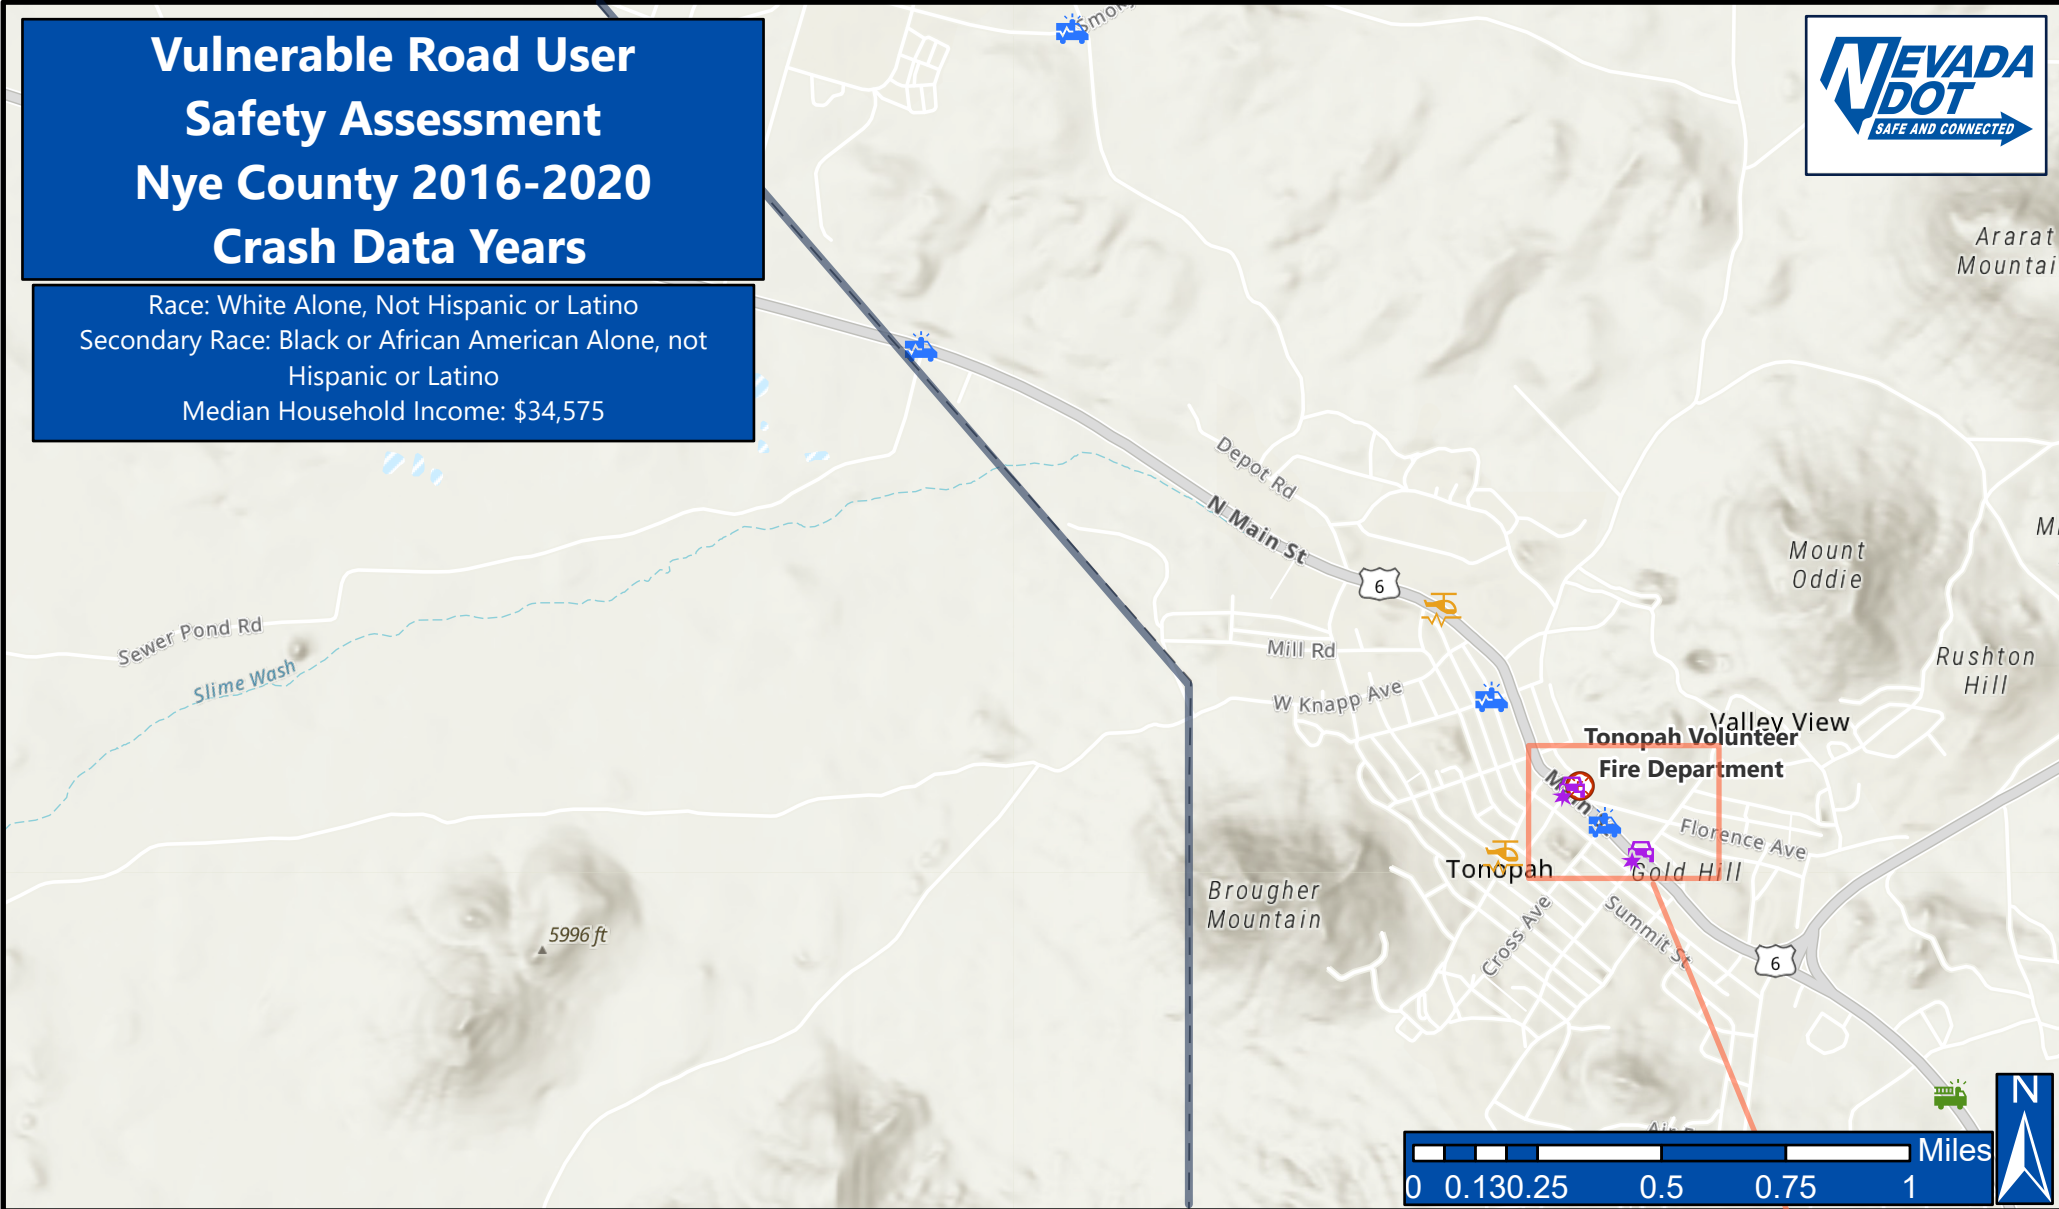 Vulnerable Road User
Safety Assessment
Nye County 2016-2020
Crash Data Years
Race: White Alone, Not Hispanic or Latino
Secondary Race: Black or African American Alone, not
Hispanic or Latino
Median Household Income: $34,575
NEVADA
DOT
SAFE AND CONNECTED
Smoky
Ararat
Mountai
Depot Rd
N Main St
6
Mount
Oddie
Mill Rd
W Knapp Ave
Rushton
Hill
Sewer Pond Rd
Slime Wash
Valley View
Tonopah Volunteer
Fire Department
Main
Florence Ave
Tonopah
Gold Hill
Brougher
Mountain
Cross Ave
Summit St
6
5996 ft
N
Miles
0 0.13 0.25 0.5 0.75 1